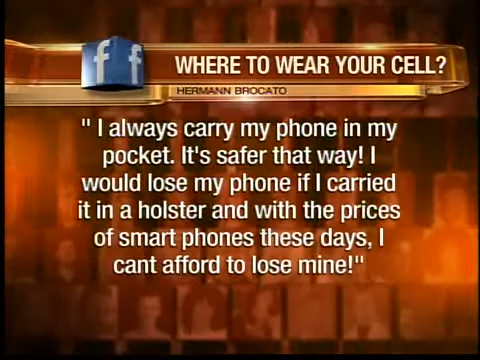 f f
WHERE TO WEAR YOUR CELL?
HERMANN BROCATO
" I always carry my phone in my
pocket. It's safer that way! I
would lose my phone if I carried
it in a holster and with the prices
of smart phones these days, I
cant afford to lose mine!"